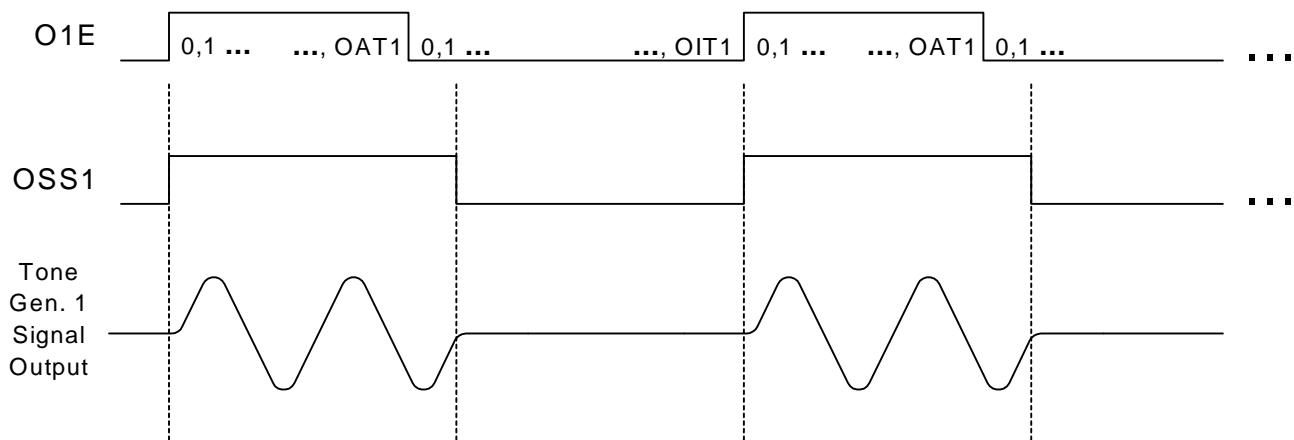 O1E
0,1 ... ..., OAT1 0,1 ... ..., OIT1 0,1 ... ..., OAT1 0,1 ... ...
OSS1 ...
Tone
Gen. 1
Signal
Output